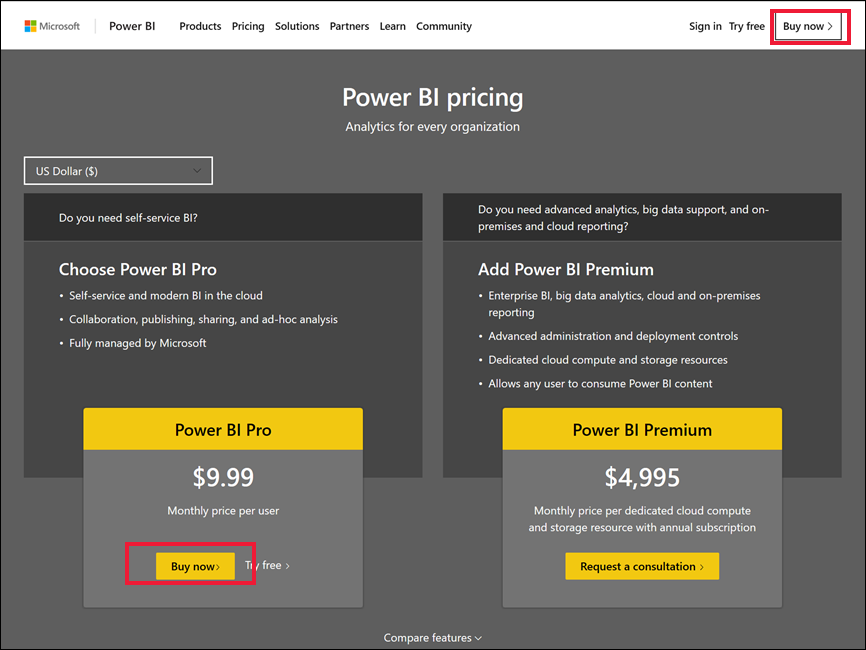 Microsoft Power BI Products Pricing Solutions Partners Learn Community Sign in Try free Buy now >
Power BI pricing
Analytics for every organization
US Dollar ($)
Do you need self-service BI?
Choose Power BI Pro
• Self-service and modern BI in the cloud
• Collaboration, publishing, sharing, and ad-hoc analysis
• Fully managed by Microsoft
Power BI Pro
$9.99
Monthly price per user
Buy now> Try free >
Do you need advanced analytics, big data support, and on-
premises and cloud reporting?
Add Power BI Premium
• Enterprise BI, big data analytics, cloud and on-premises
reporting
• Advanced administration and deployment controls
• Dedicated cloud compute and storage resources
• Allows any user to consume Power BI content
Power BI Premium
$4,995
Monthly price per dedicated cloud compute
and storage resource with annual subscription
Request a consultation >
Compare features